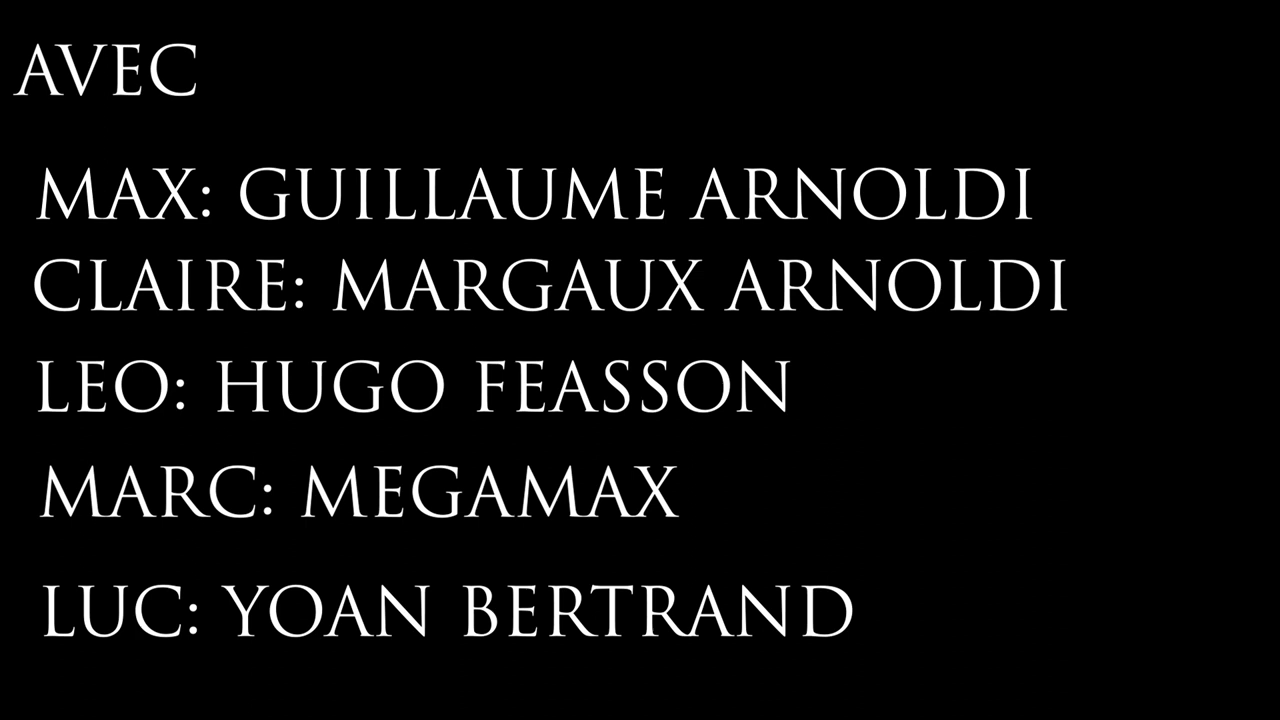 AVEC
MAX: GUILLAUME ARNOLDI
CLAIRE: MARGAUX ARNOLDI
LEO: HUGO FEASSON
MARC: MEGAMAX
LUC: YOAN BERTRAND